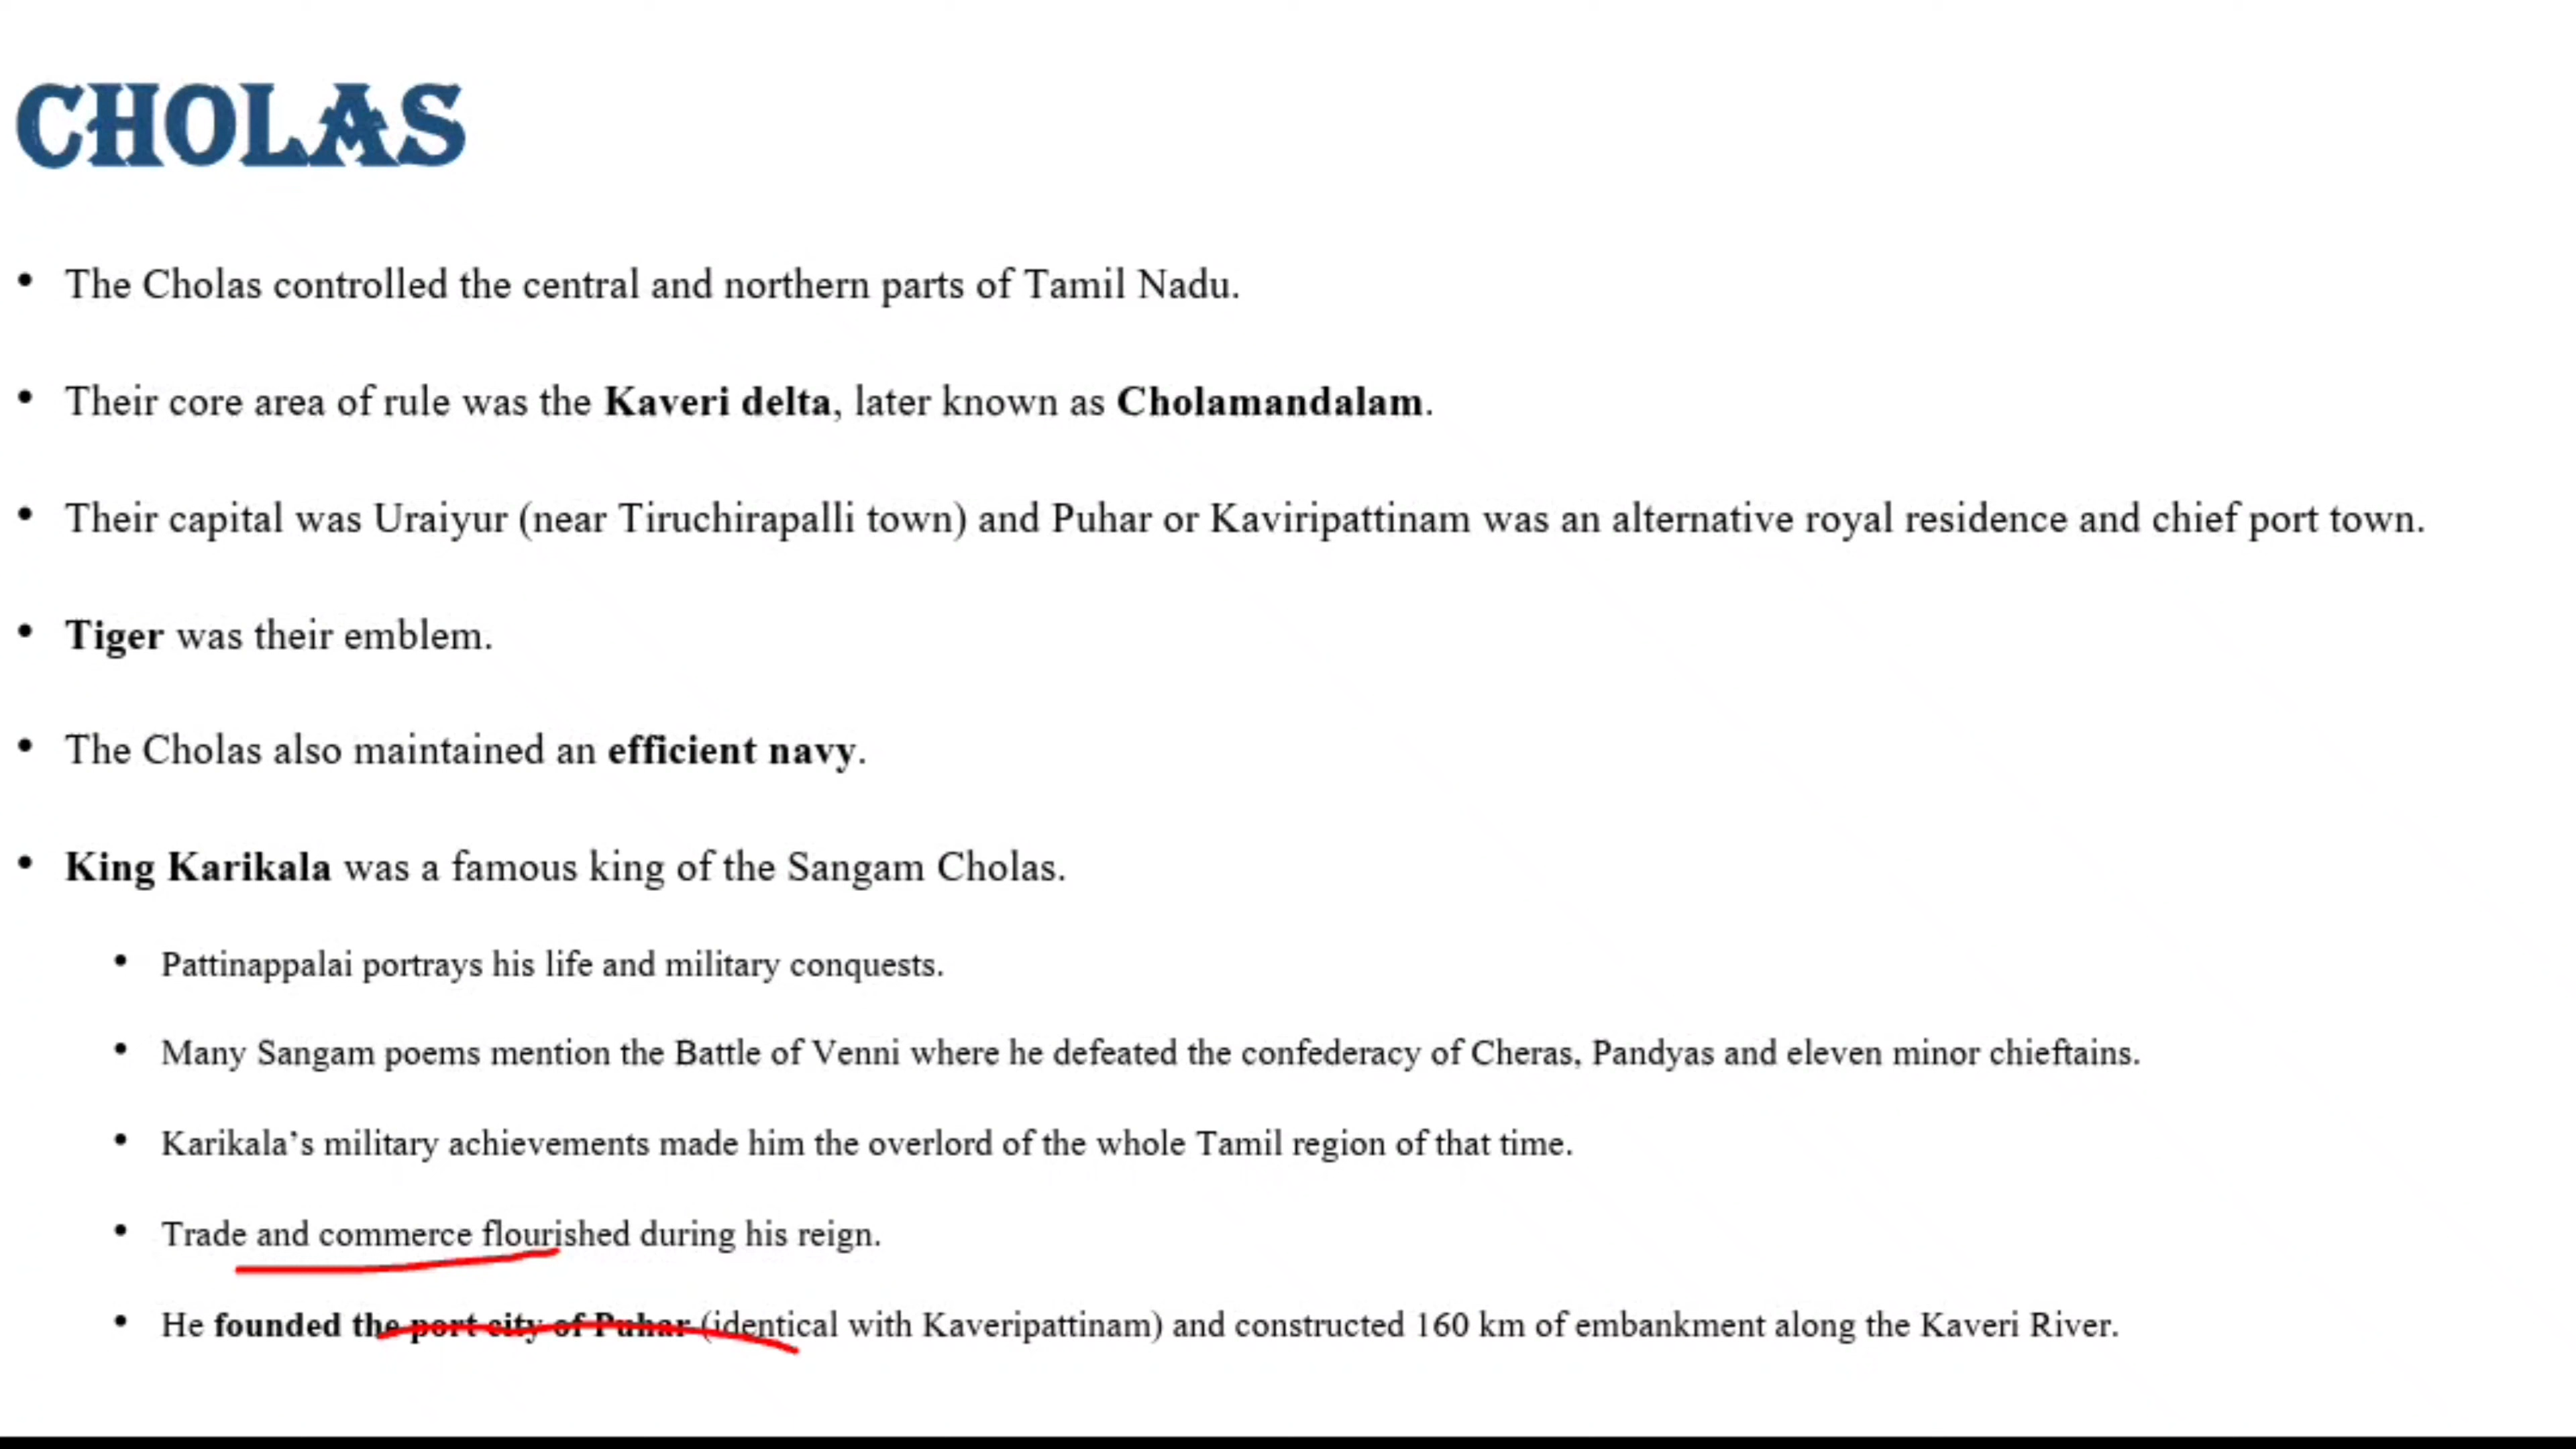 CHOLAS
• The Cholas controlled the central and northern parts of Tamil Nadu.
• Their core area of rule was the Kaveri delta, later known as Cholamandalam.
• Their capital was Uraiyur (near Tiruchirapalli town) and Puhar or Kaviripattinam was an alternative royal residence and chief port town.
• Tiger was their emblem.
• The Cholas also maintained an efficient navy.
• King Karikala was a famous king of the Sangam Cholas.
• Pattinappalai portrays his life and military conquests.
• Many Sangam poems mention the Battle of Venni where he defeated the confederacy of Cheras, Pandyas and eleven minor chieftains.
• Karikala’s military achievements made him the overlord of the whole Tamil region of that time.
• Trade and commerce flourished during his reign.
• He founded the port city of Puhar (identical with Kaveripattinam) and constructed 160 km of embankment along the Kaveri River.